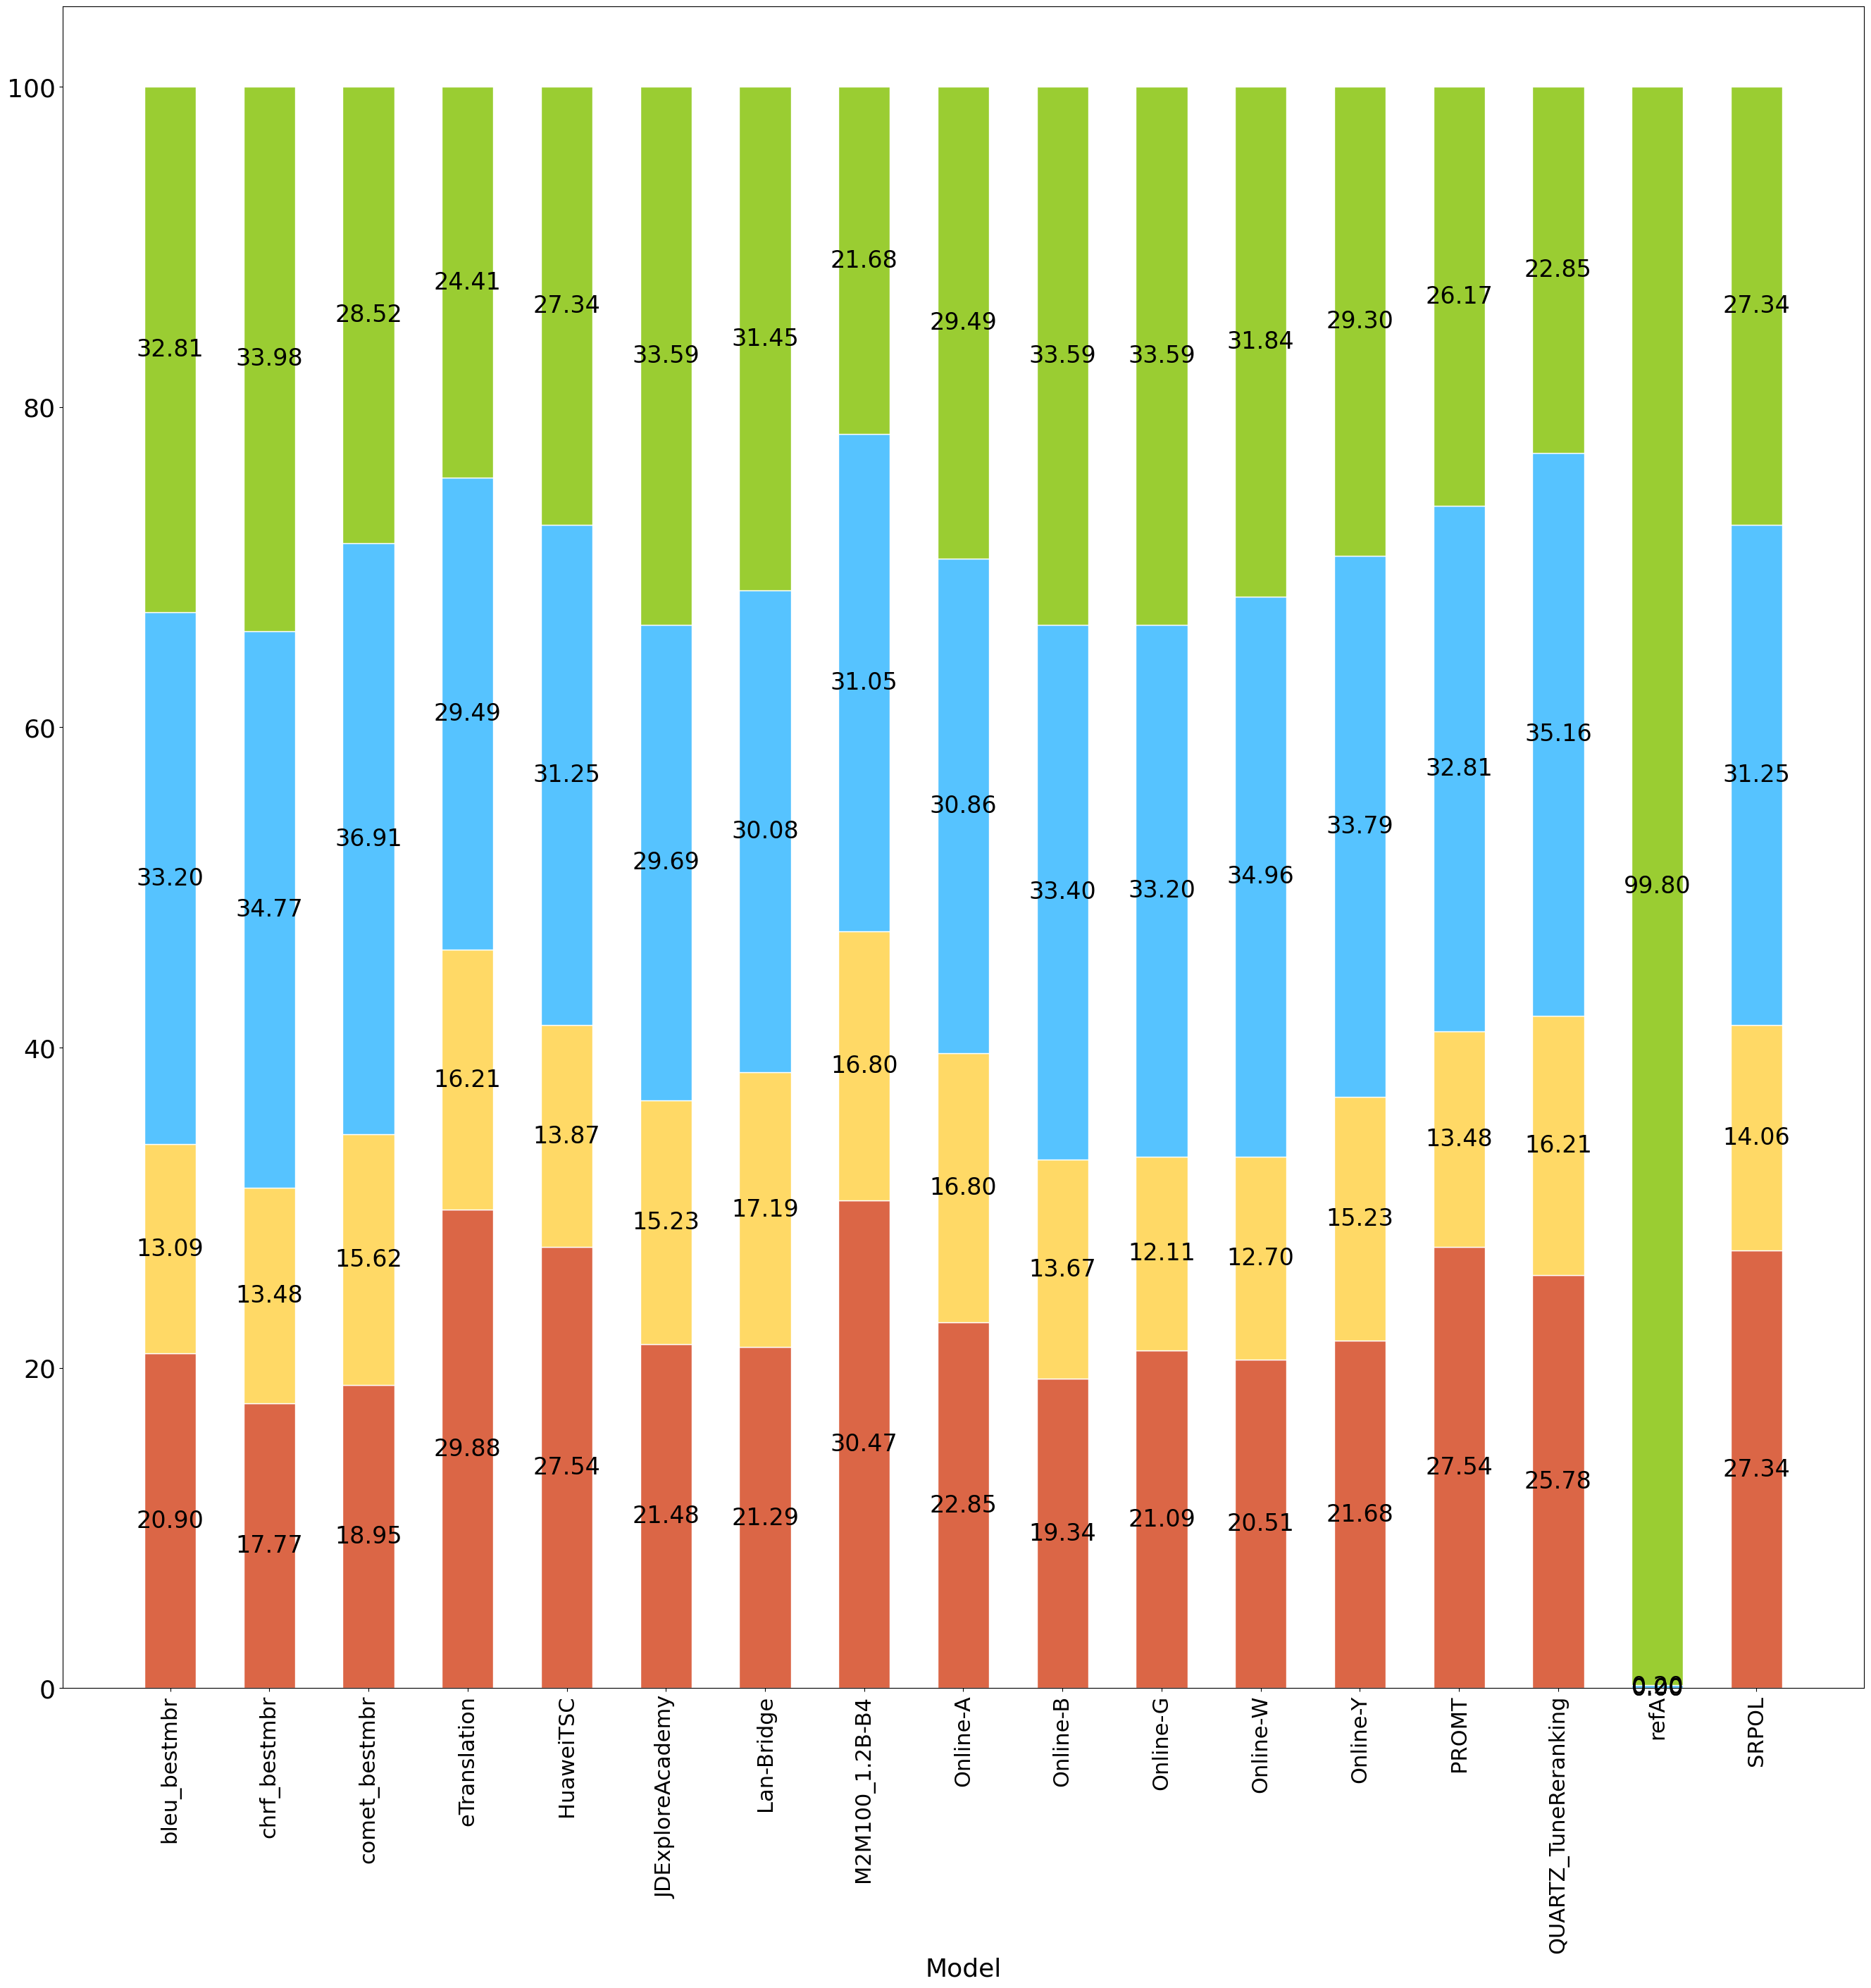 100
80
60
40
20
0
32.81 33.98 28.52 24.41 27.34 33.59 31.45 21.68 29.49 33.59 33.59 31.84 29.30 26.17 22.85 99.80 27.34
33.20 34.77 36.91 29.49 31.25 29.69 30.08 31.05 30.86 33.40 33.20 34.96 33.79 32.81 35.16 31.25
13.09 13.48 15.62 16.21 13.87 15.23 17.19 16.80 16.80 13.67 12.11 12.70 15.23 13.48 16.21 14.06
20.90 17.77 18.95 29.88 27.54 21.48 21.29 30.47 22.85 19.34 21.09 20.51 21.68 27.54 25.78 27.34
bleu_bestmbr
chrf_bestmbr
comet_bestmbr
eTranslation
HuaweiTSC
JDExploreAcademy
Lan-Bridge
M2M100_1.2B-B4
Online-A
Online-B
Online-G
Online-W
Online-Y
PROMT
QUARTZ_TuneReranking
refA
SRPOL
Model